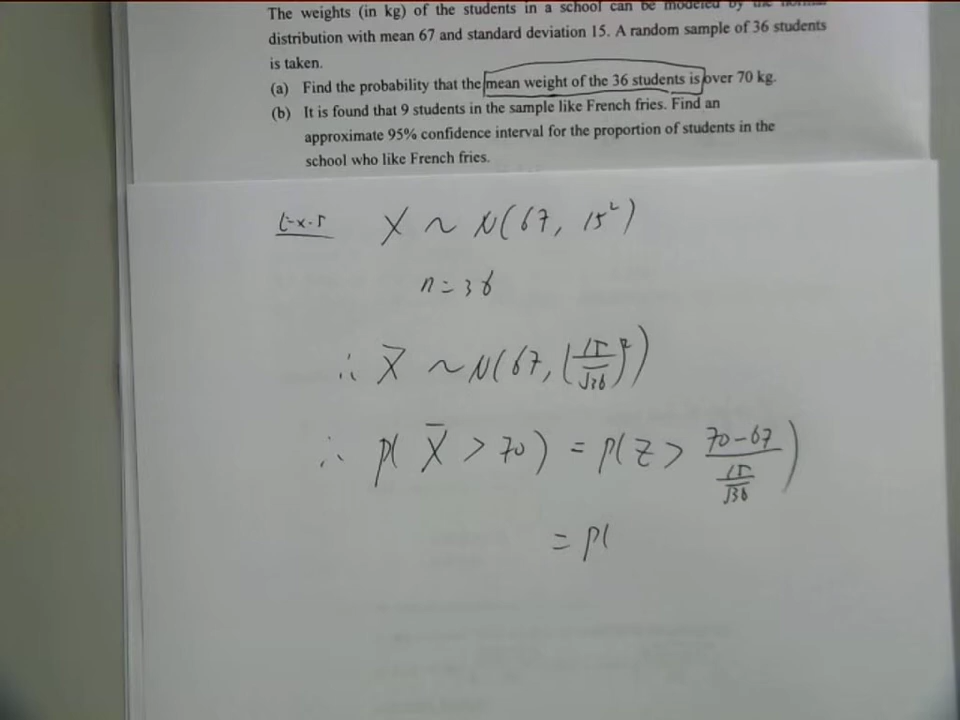 The weights (in kg) of the students in a school can be modeled by the normal
distribution with mean 67 and standard deviation 15. A random sample of 36 students
is taken.
(a) Find the probability that the mean weight of the 36 students is over 70 kg.
(b) It is found that 9 students in the sample like French fries. Find an
approximate 95% confidence interval for the proportion of students in the
school who like French fries.
X ~ N(67, 15²)
n = 36
∴ X̄ ~ N(67, (15/√36)²)
∴ P(X̄ > 70) = P(Z > (70-67)/(15/√36))
= P(